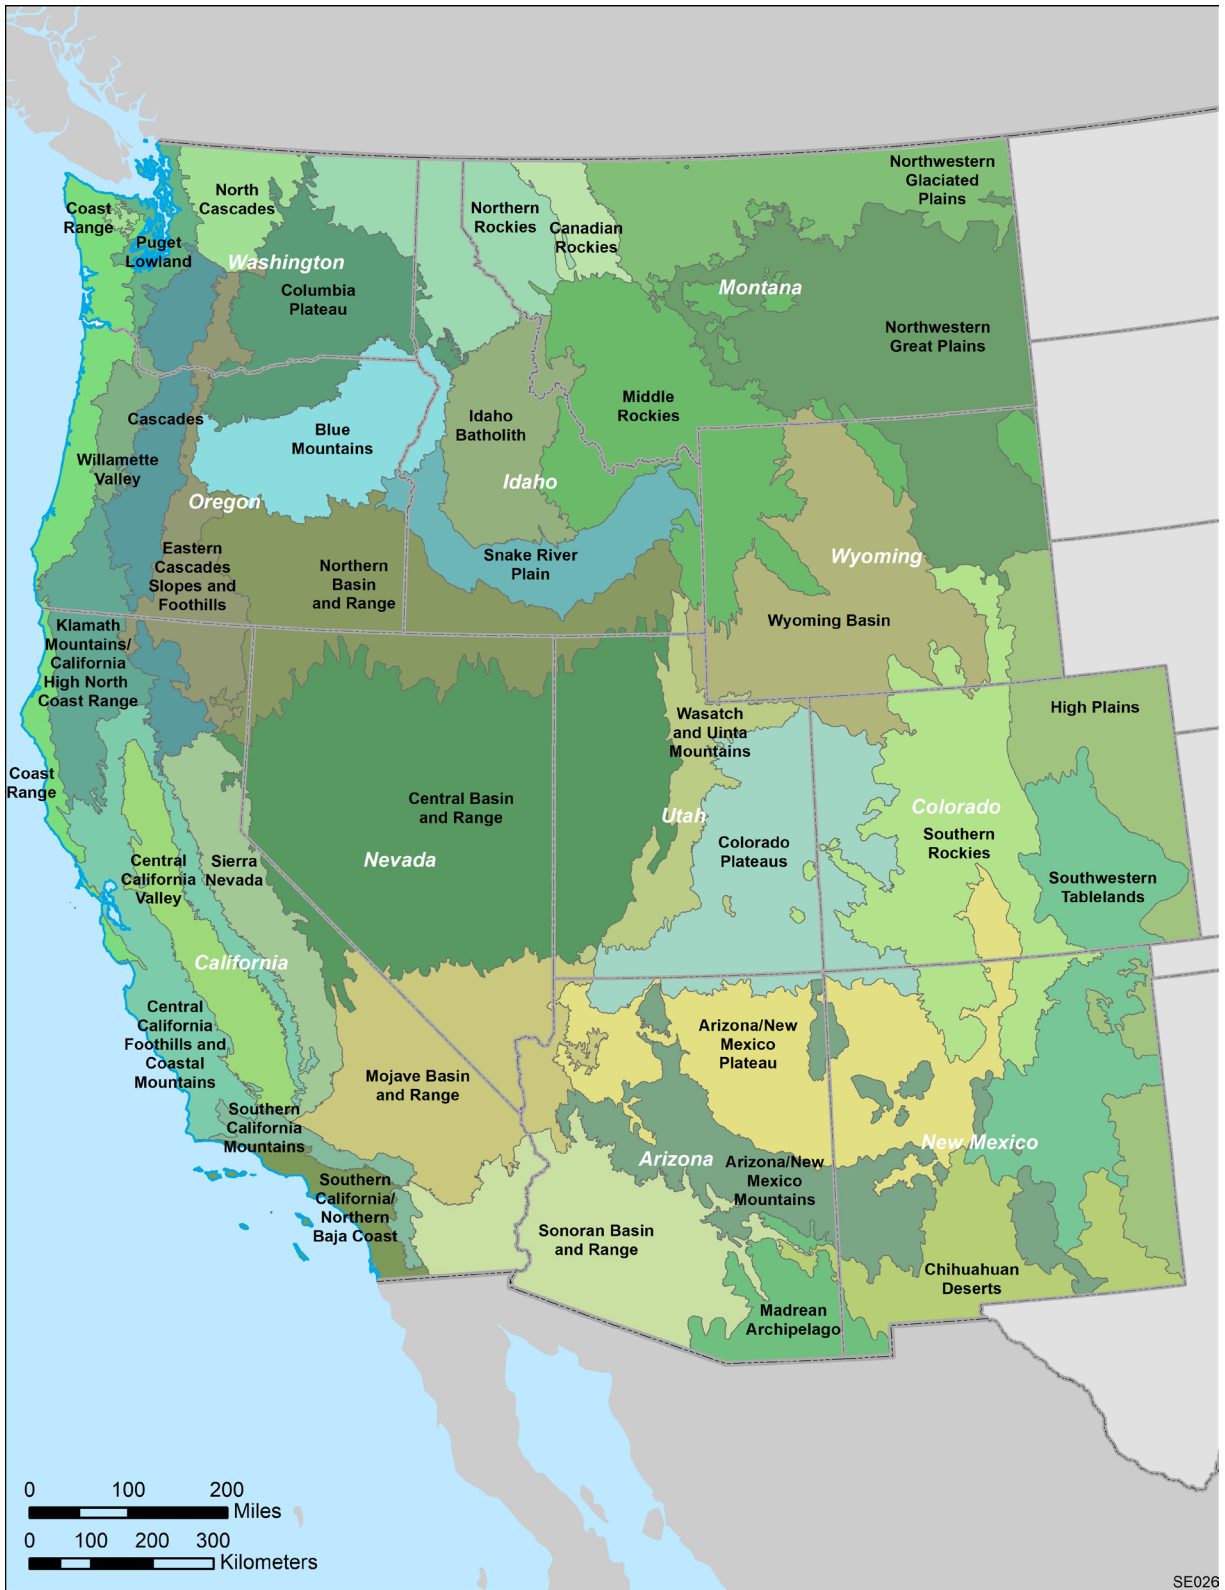 Northwestern
Glaciated
Plains
North
Cascades
Coast
Range
Northern
Rockies
Canadian
Rockies
Puget
Lowland
Washington
Montana
Columbia
Plateau
Northwestern
Great Plains
Middle
Rockies
Idaho
Batholith
Cascades
Blue
Mountains
Willamette
Valley
Idaho
Oregon
Wyoming
Eastern
Cascades
Slopes and
Foothills
Northern
Basin
and Range
Snake River
Plain
Wyoming Basin
Klamath
Mountains/
California
High North
Coast Range
Wasatch
and Uinta
Mountains
High Plains
Coast
Range
Central Basin
and Range
Utah
Colorado
Southern
Rockies
Colorado
Plateaus
Nevada
Central
California
Valley
Sierra
Nevada
Southwestern
Tablelands
California
Central
California
Foothills and
Coastal
Mountains
Arizona/New
Mexico
Plateau
Mojave Basin
and Range
Southern
California
Mountains
New Mexico
Arizona
Arizona/New
Mexico
Mountains
Southern
California/
Northern
Baja Coast
Sonoran Basin
and Range
Chihuahuan
Deserts
Madrean
Archipelago
0 100 200
Miles
0 100 200 300
Kilometers
SE026